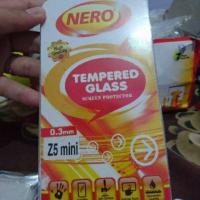 NERO
TEMPERED
GLASS
SCREEN PROTECTOR
0.3mm
Z5 mini